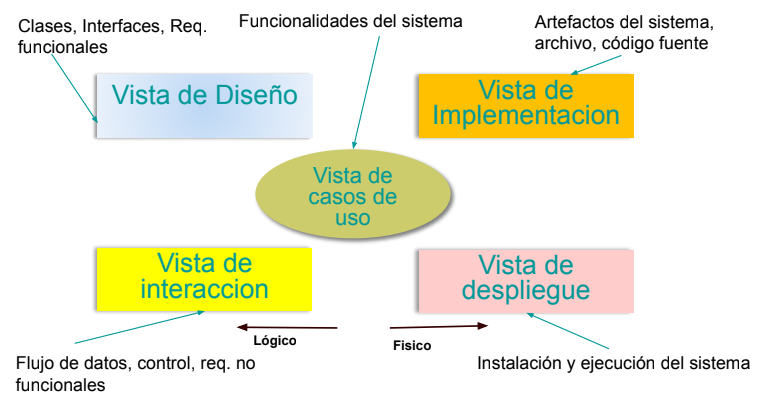 Clases, Interfaces, Req.
funcionales
Funcionalidades del sistema
Artefactos del sistema,
archivo, código fuente
Vista de Diseño
Vista de
Implementacion
Vista de
casos de
uso
Vista de
interaccion
Vista de
despliegue
Lógico
Fisico
Flujo de datos, control, req. no
funcionales
Instalación y ejecución del sistema